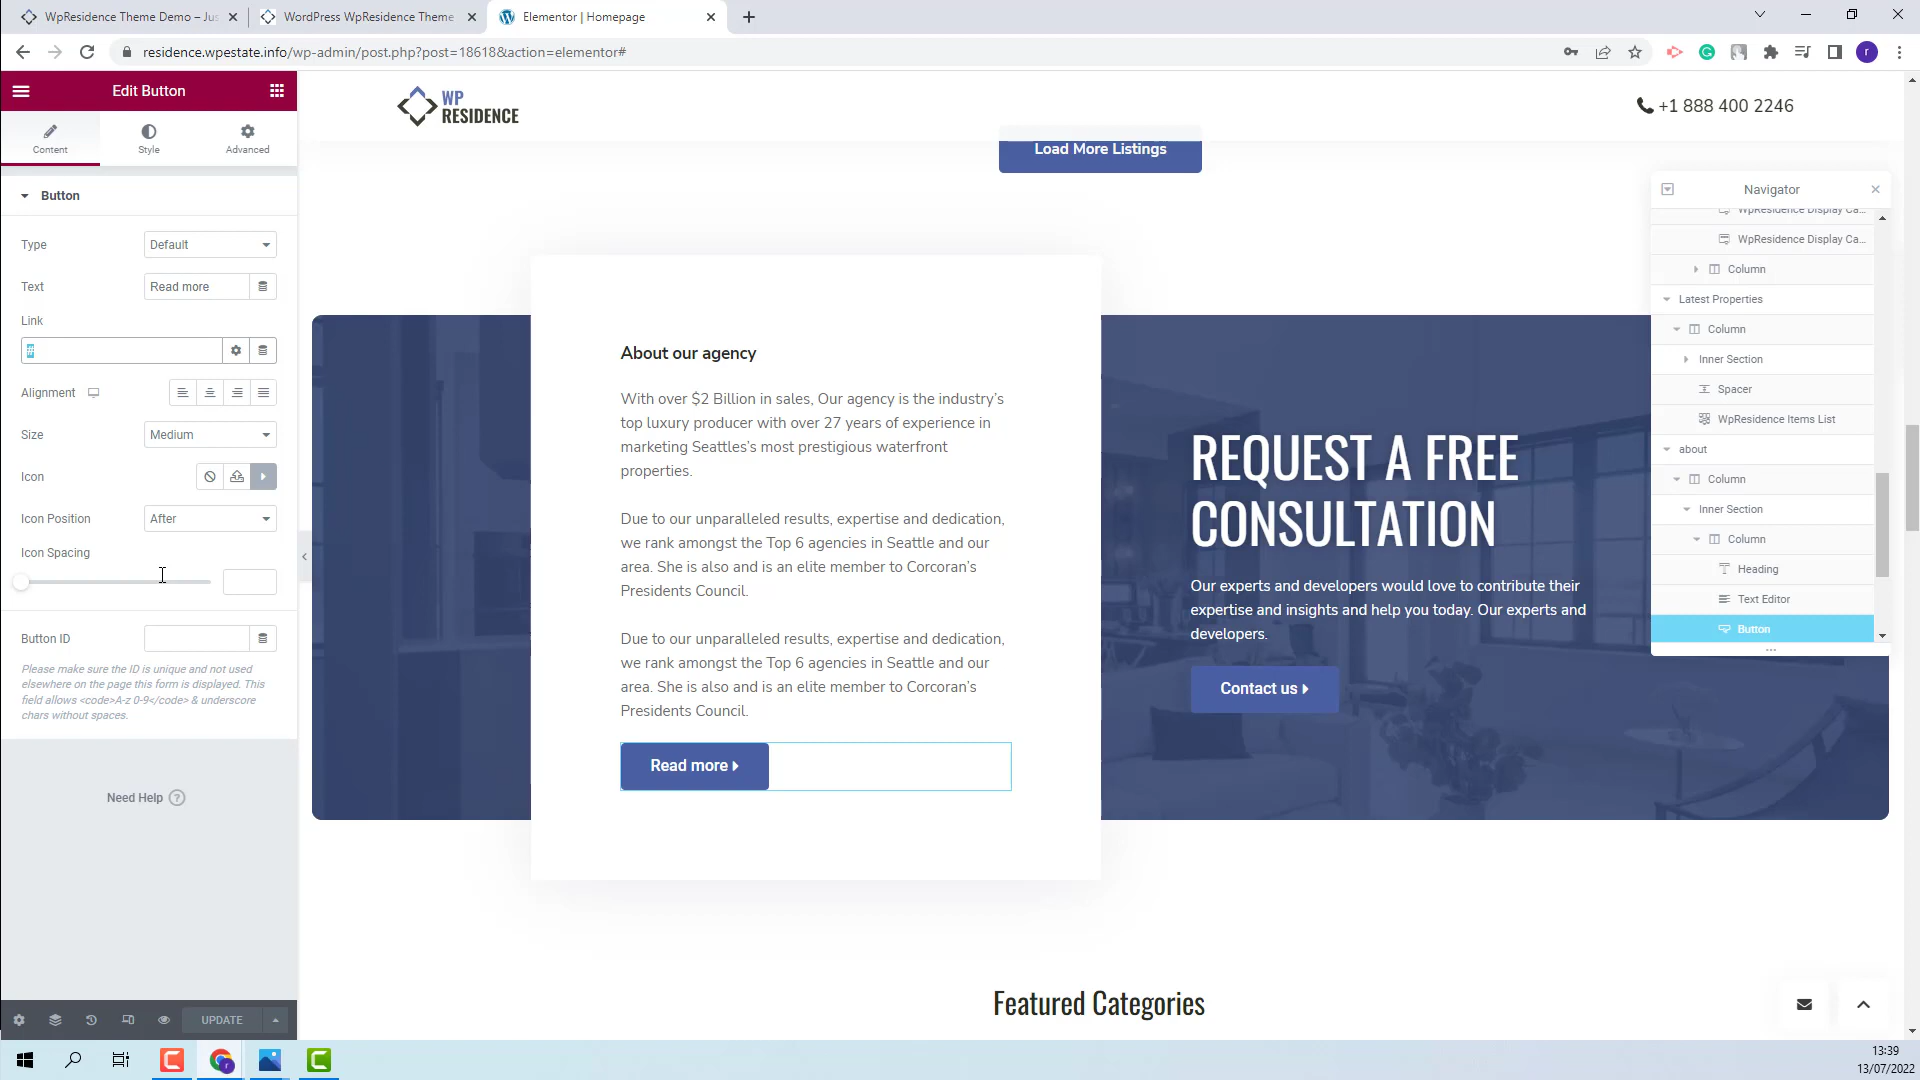 WpResidence Theme Demo – Jus
WordPress WpResidence Theme
Elementor | Homepage
residence.wpestate.info/wp-admin/post.php?post=18618&action=elementor#
r
Edit Button
Content
Style
Advanced
Button
Type
Default
Text
Read more
Link
#
Alignment
Size
Medium
Icon
Icon Position
After
Icon Spacing
Button ID
Please make sure the ID is unique and not used
elsewhere on the page this form is displayed. This
field allows <code>A-z 0-9</code> & underscore
chars without spaces.
Need Help ?
UPDATE
WP
RESIDENCE
+1 888 400 2246
Load More Listings
About our agency
With over $2 Billion in sales, Our agency is the industry's
top luxury producer with over 27 years of experience in
marketing Seattles's most prestigious waterfront
properties.
Due to our unparalleled results, expertise and dedication,
we rank amongst the Top 6 agencies in Seattle and our
area. She is also and is an elite member to Corcoran's
Presidents Council.
Due to our unparalleled results, expertise and dedication,
we rank amongst the Top 6 agencies in Seattle and our
area. She is also and is an elite member to Corcoran's
Presidents Council.
Read more
REQUEST A FREE
CONSULTATION
Our experts and developers would love to contribute their
expertise and insights and help you today. Our experts and
developers.
Contact us
Featured Categories
Navigator
WpResidence Display Ca...
WpResidence Display Ca...
Column
Latest Properties
Column
Inner Section
Spacer
WpResidence Items List
about
Column
Inner Section
Column
Heading
Text Editor
Button
13:39
13/07/2022